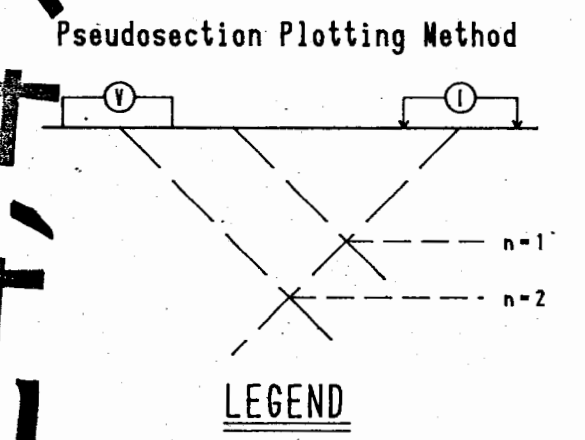 Pseudosection Plotting Method
V
I
n=1
n=2
LEGEND